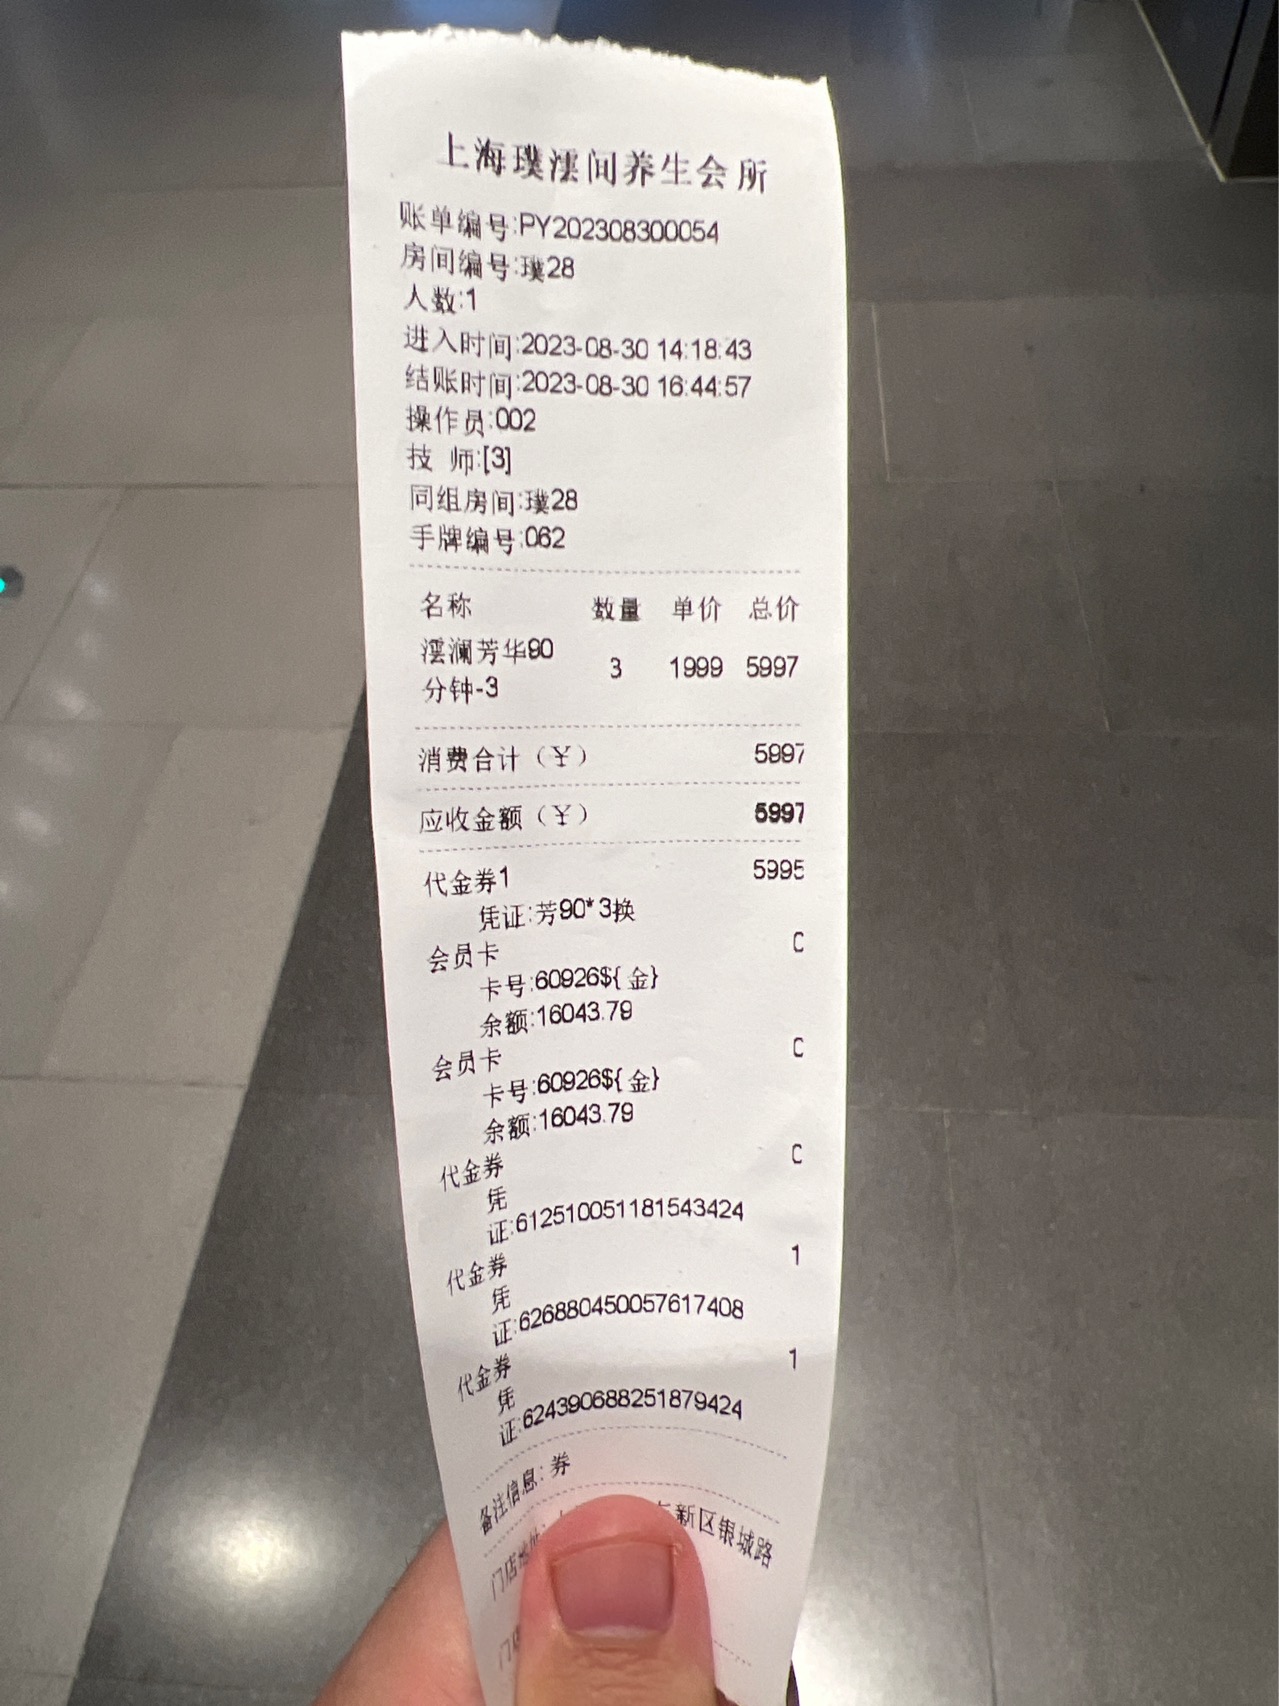 上海璞澐间养生会所
账单编号:PY202308300054
房间编号:璞28
人数:1
进入时间:2023-08-30 14:18:43
结账时间:2023-08-30 16:44:57
操作员:002
技 师:[3]
同组房间:璞28
手牌编号:062
名称 数量 单价 总价
澐澜芳华90
分钟-3 3 1999 5997
消费合计（¥） 5997
应收金额（¥） 5997
代金券1 5995
凭证:芳90*3换
会员卡 0
卡号:60926${金}
余额:16043.79
会员卡 0
卡号:60926${金}
余额:16043.79
代金券 0
凭
证:612510051181543424
代金券 1
凭
证:626880450057617408
代金券 1
凭
证:624390688251879424
备注信息:券
门店地址: 新区银城路